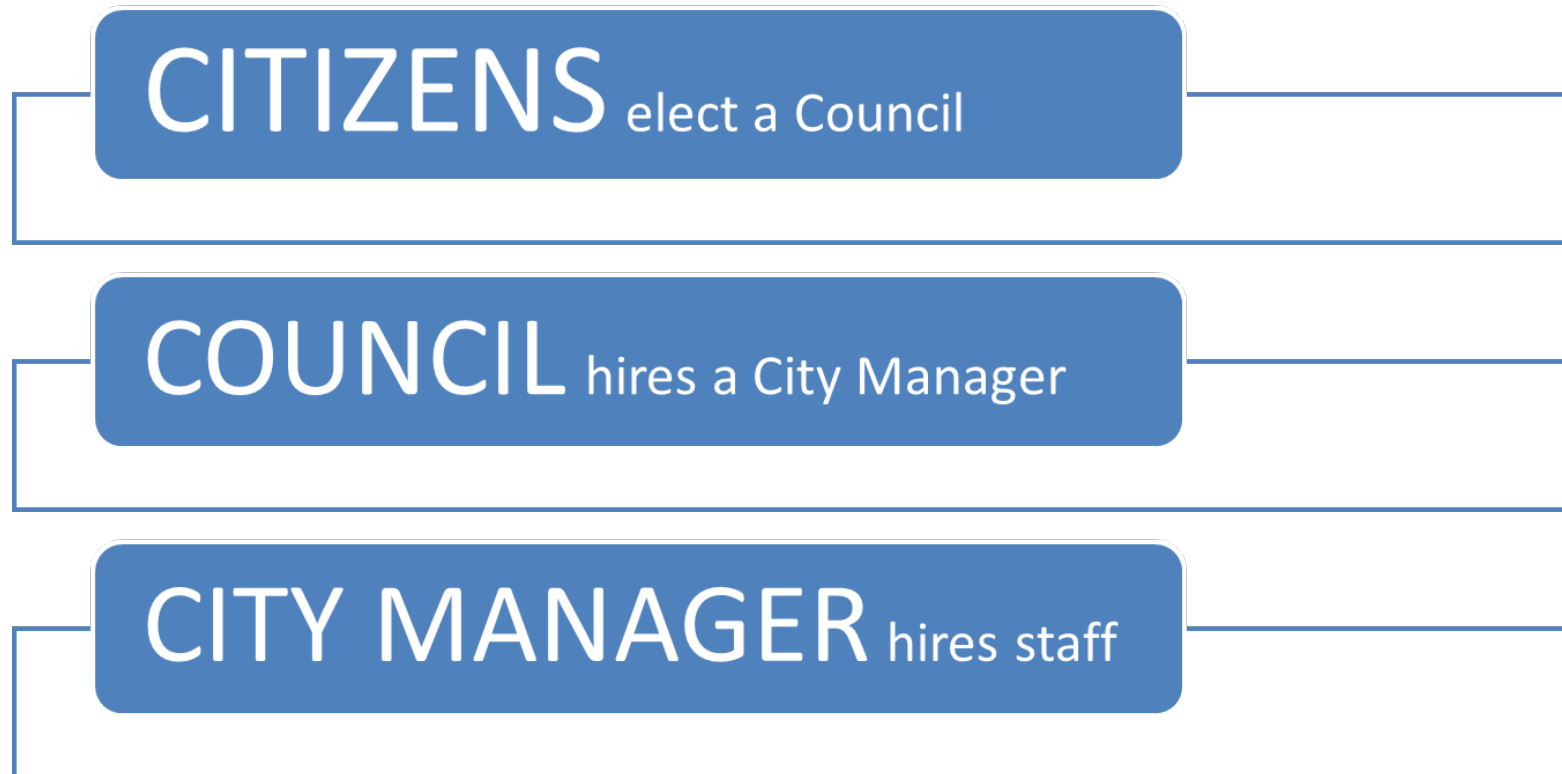 CITIZENS elect a Council
COUNCIL hires a City Manager
CITY MANAGER hires staff